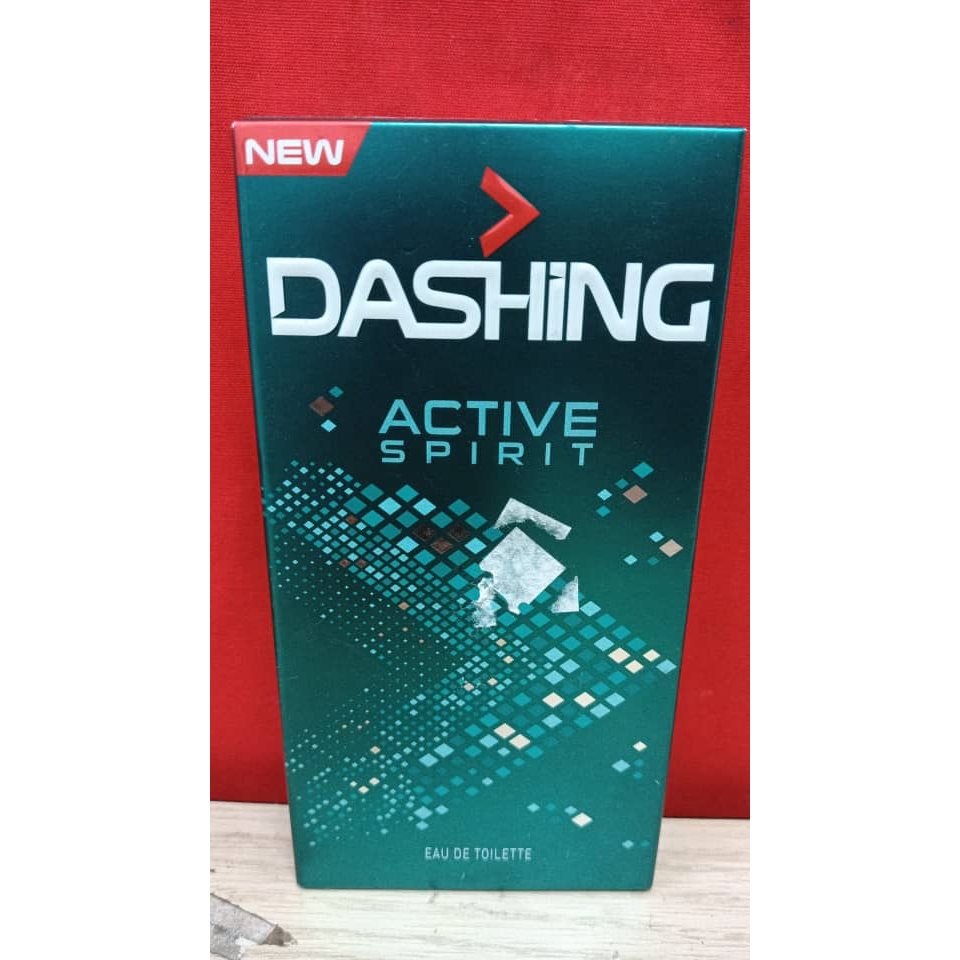 NEW
DASHiNG
ACTIVE
SPIRIT
EAU DE TOILETTE